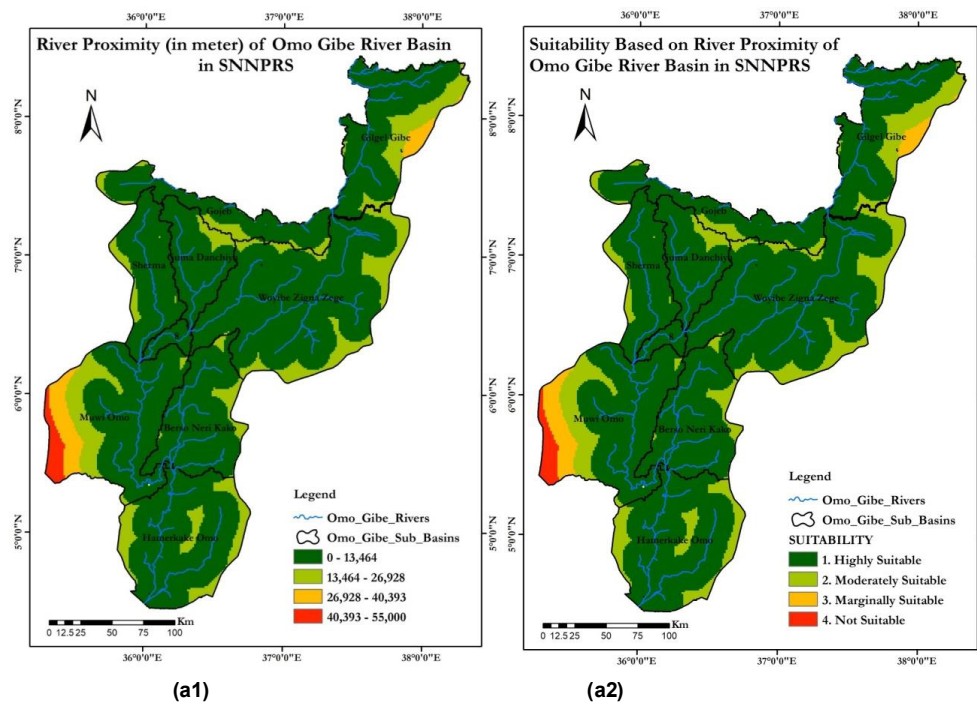 36°0'0"E 37°0'0"E 38°0'0"E
River Proximity (in meter) of Omo Gibe River Basin
in SNNPRS
N
8°0'0"N
7°0'0"N
6°0'0"N
5°0'0"N
Gilgel Gibe
Gojeb
Sherma
Guma Danchiya
Woyibe Zigna Zege
Muwi Omo
Berso Neri Kako
Hamerkake Omo
Legend
Omo_Gibe_Rivers
Omo_Gibe_Sub_Basins
0 - 13,464
13,464 - 26,928
26,928 - 40,393
40,393 - 55,000
Km
0 12.5 25 50 75 100
36°0'0"E 37°0'0"E 38°0'0"E
(a1)
36°0'0"E 37°0'0"E 38°0'0"E
Suitability Based on River Proximity of
Omo Gibe River Basin in SNNPRS
N
8°0'0"N
7°0'0"N
6°0'0"N
5°0'0"N
Gilgel Gibe
Gojeb
Sherma
Guma Danchiya
Woyibe Zigna Zege
Muwi Omo
Berso Neri Kako
Hamerkake Omo
Legend
Omo_Gibe_Rivers
Omo_Gibe_Sub_Basins
SUITABILITY
1. Highly Suitable
2. Moderately Suitable
3. Marginally Suitable
4. Not Suitable
Km
0 12.5 25 50 75 100
36°0'0"E 37°0'0"E 38°0'0"E
(a2)